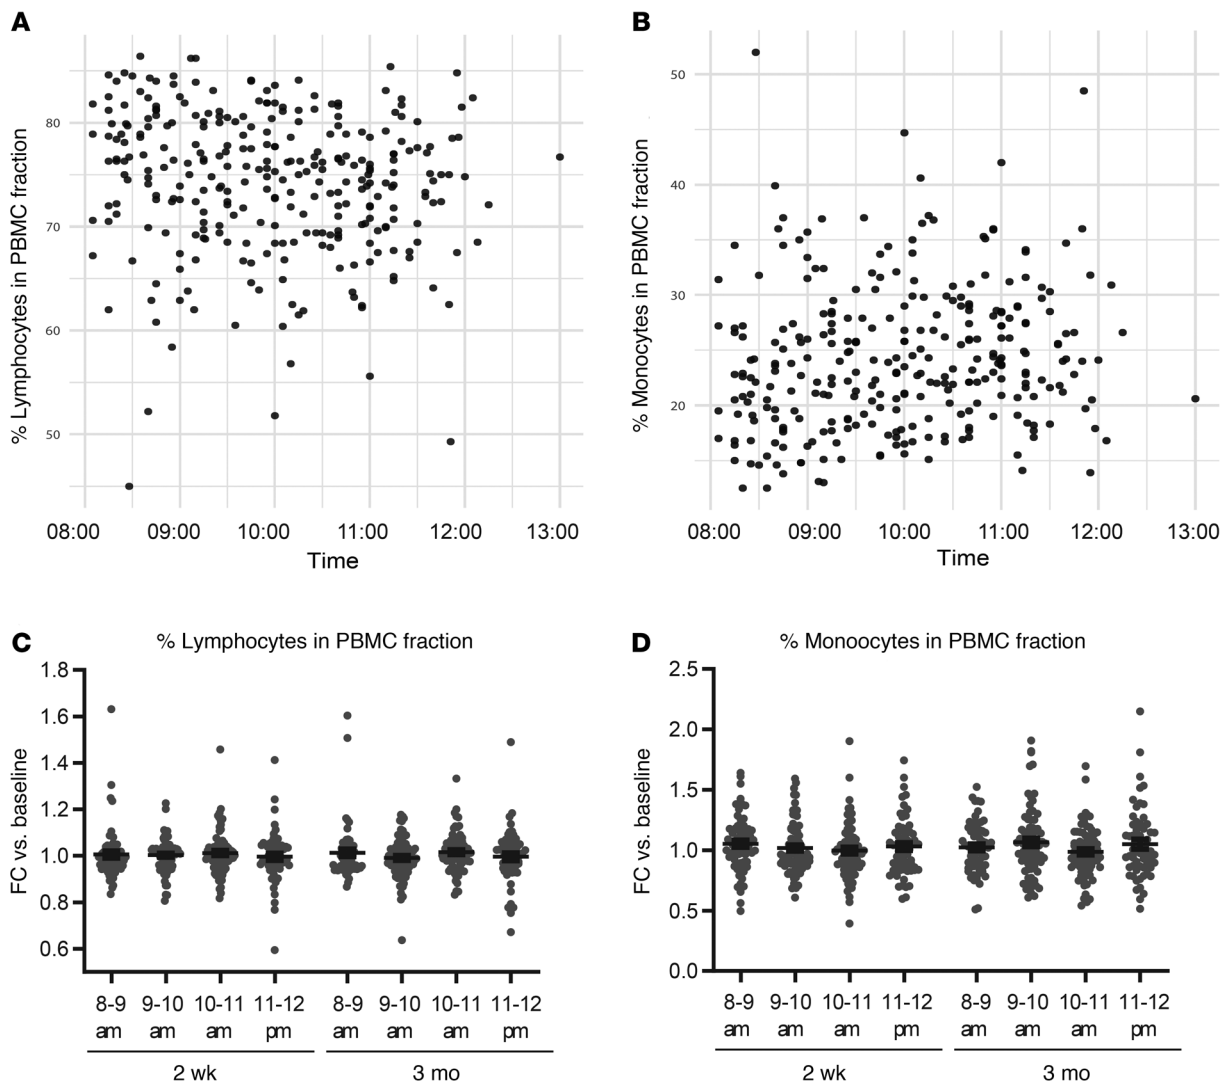 A
% Lymphocytes in PBMC fraction
80
70
60
50
08:00 09:00 10:00 11:00 12:00 13:00
Time
B
% Monocytes in PBMC fraction
50
40
30
20
08:00 09:00 10:00 11:00 12:00 13:00
Time
C
% Lymphocytes in PBMC fraction
FC vs. baseline
1.8
1.6
1.4
1.2
1.0
0.8
0.6
8-9 9-10 10-11 11-12 8-9 9-10 10-11 11-12
am am am pm am am am pm
2 wk 3 mo
D
% Monoocytes in PBMC fraction
FC vs. baseline
2.5
2.0
1.5
1.0
0.5
0.0
8-9 9-10 10-11 11-12 8-9 9-10 10-11 11-12
am am am pm am am am pm
2 wk 3 mo